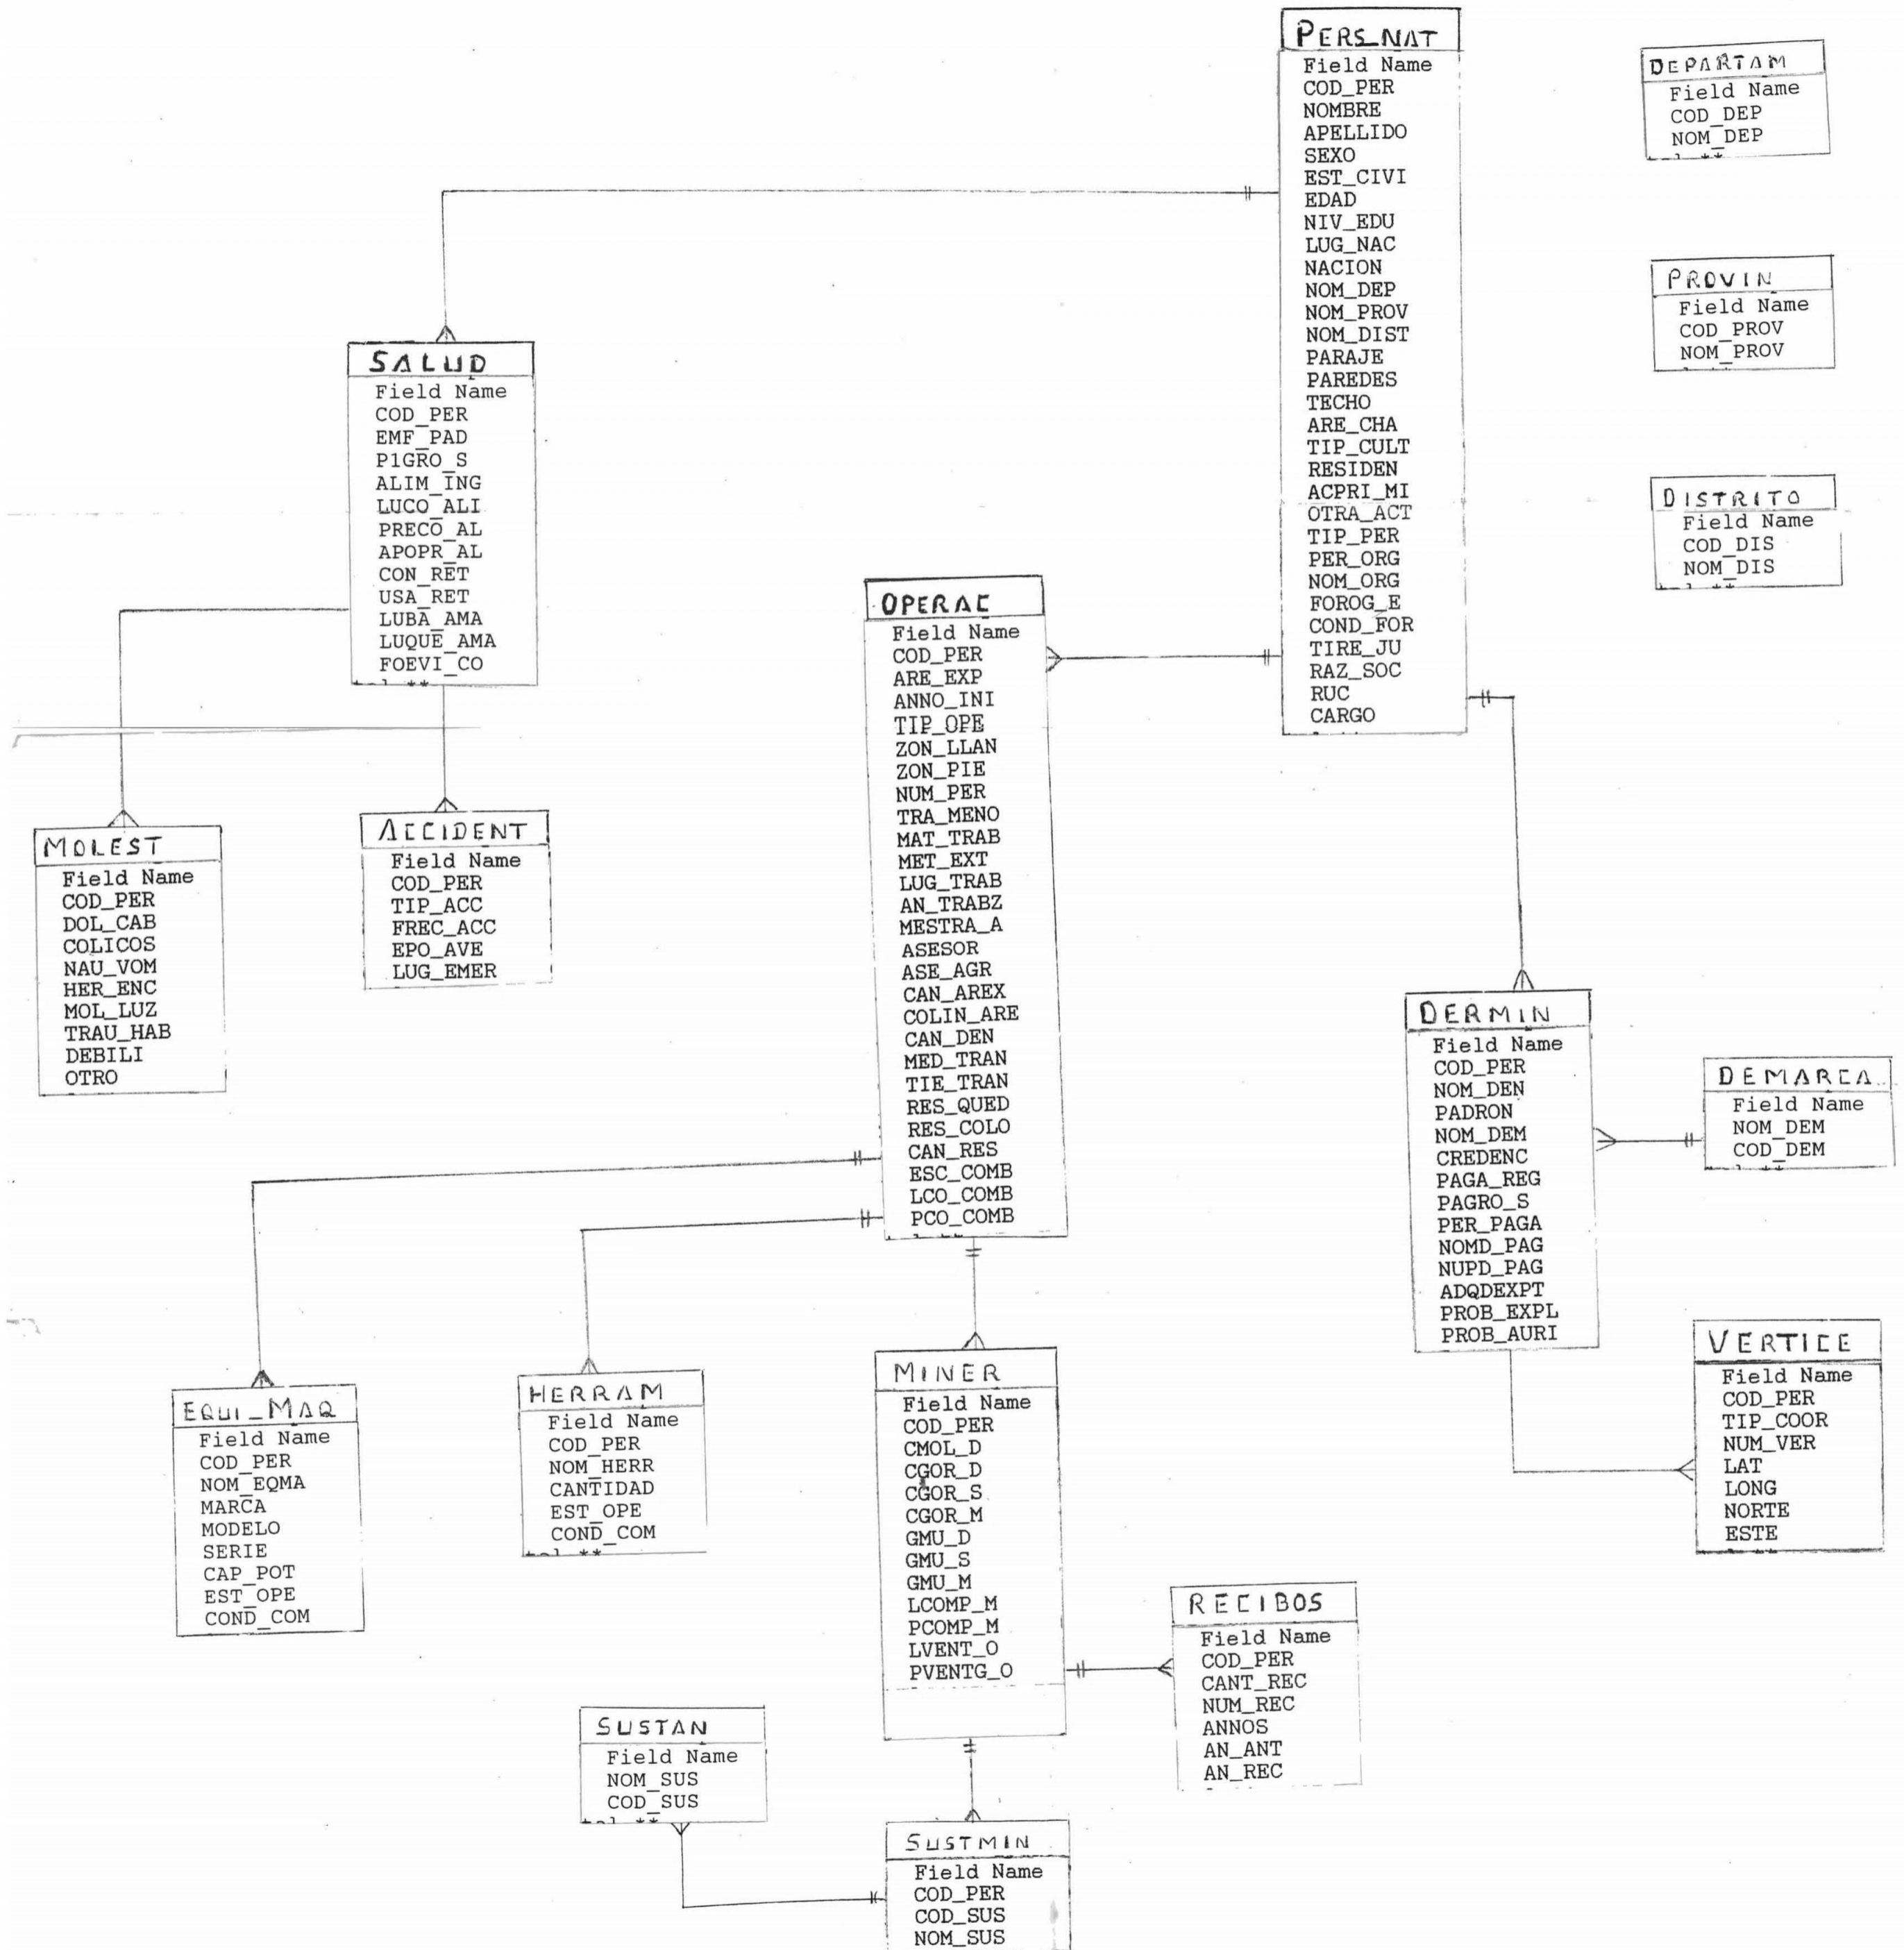 PERS_NAT
Field Name
COD_PER
NOMBRE
APELLIDO
SEXO
EST_CIVI
EDAD
NIV_EDU
LUG_NAC
NACION
NOM_DEP
NOM_PROV
NOM_DIST
PARAJE
PAREDES
TECHO
ARE_CHA
TIP_CULT
RESIDEN
ACPRI_MI
OTRA_ACT
TIP_PER
PER_ORG
NOM_ORG
FOROG_E
COND_FOR
TIRE_JU
RAZ_SOC
RUC
CARGO
DEPARTAM
Field Name
COD_DEP
NOM_DEP
PROVIN
Field Name
COD_PROV
NOM_PROV
DISTRITO
Field Name
COD_DIS
NOM_DIS
SALUD
Field Name
COD_PER
EMF_PAD
P1GRO_S
ALIM_ING
LUCO_ALI
PRECO_AL
APOPR_AL
CON_RET
USA_RET
LUBA_AMA
LUQUE_AMA
FOEVI_CO
OPERAC
Field Name
COD_PER
ARE_EXP
ANNO_INI
TIP_OPE
ZON_LLAN
ZON_PIE
NUM_PER
TRA_MENO
MAT_TRAB
MET_EXT
LUG_TRAB
AN_TRABZ
MESTRA_A
ASESOR
ASE_AGR
CAN_AREX
COLIN_ARE
CAN_DEN
MED_TRAN
TIE_TRAN
RES_QUED
RES_COLO
CAN_RES
ESC_COMB
LCO_COMB
PCO_COMB
MOLEST
Field Name
COD_PER
DOL_CAB
COLICOS
NAU_VOM
HER_ENC
MOL_LUZ
TRAU_HAB
DEBILI
OTRO
ACCIDENT
Field Name
COD_PER
TIP_ACC
FREC_ACC
EPO_AVE
LUG_EMER
DERMIN
Field Name
COD_PER
NOM_DEN
PADRON
NOM_DEM
CREDENC
PAGA_REG
PAGRO_S
PER_PAGA
NOMD_PAG
NUPD_PAG
ADQDEXPT
PROB_EXPL
PROB_AURI
DEMARCA
Field Name
NOM_DEM
COD_DEM
VERTICE
Field Name
COD_PER
TIP_COOR
NUM_VER
LAT
LONG
NORTE
ESTE
EQUI_MAQ
Field Name
COD_PER
NOM_EQMA
MARCA
MODELO
SERIE
CAP_POT
EST_OPE
COND_COM
HERRAM
Field Name
COD_PER
NOM_HERR
CANTIDAD
EST_OPE
COND_COM
MINER
Field Name
COD_PER
CMOL_D
CGOR_D
CGOR_S
CGOR_M
GMU_D
GMU_S
GMU_M
LCOMP_M
PCOMP_M
LVENT_O
PVENTG_O
RECIBOS
Field Name
COD_PER
CANT_REC
NUM_REC
ANNOS
AN_ANT
AN_REC
SUSTAN
Field Name
NOM_SUS
COD_SUS
SUSTMIN
Field Name
COD_PER
COD_SUS
NOM_SUS